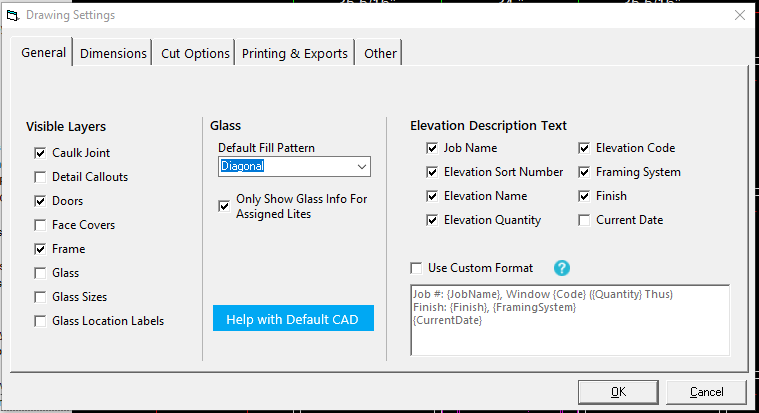 Drawing Settings
General
Dimensions
Cut Options
Printing & Exports
Other
Visible Layers
Caulk Joint
Detail Callouts
Doors
Face Covers
Frame
Glass
Glass Sizes
Glass Location Labels
Glass
Default Fill Pattern
Diagonal
Only Show Glass Info For
Assigned Lites
Help with Default CAD
Elevation Description Text
Job Name
Elevation Code
Elevation Sort Number
Framing System
Elevation Name
Finish
Elevation Quantity
Current Date
Use Custom Format
?
Job #: {JobName}, Window {Code} ({Quantity} Thus)
Finish: {Finish}, {FramingSystem}
{CurrentDate}
OK
Cancel